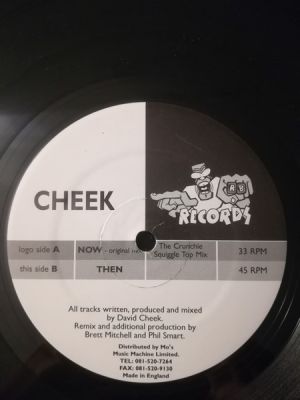 CHEEK
RECORDS
logo side A NOW - original mix The Crunchie Squiggle Top Mix 33 RPM
this side B THEN 45 RPM
All tracks written, produced and mixed
by David Cheek.
Remix and additional production by
Brett Mitchell and Phil Smart.
Distributed by Mo's
Music Machine Limited.
TEL: 081-520-7264
FAX: 081-520-9130
Made in England